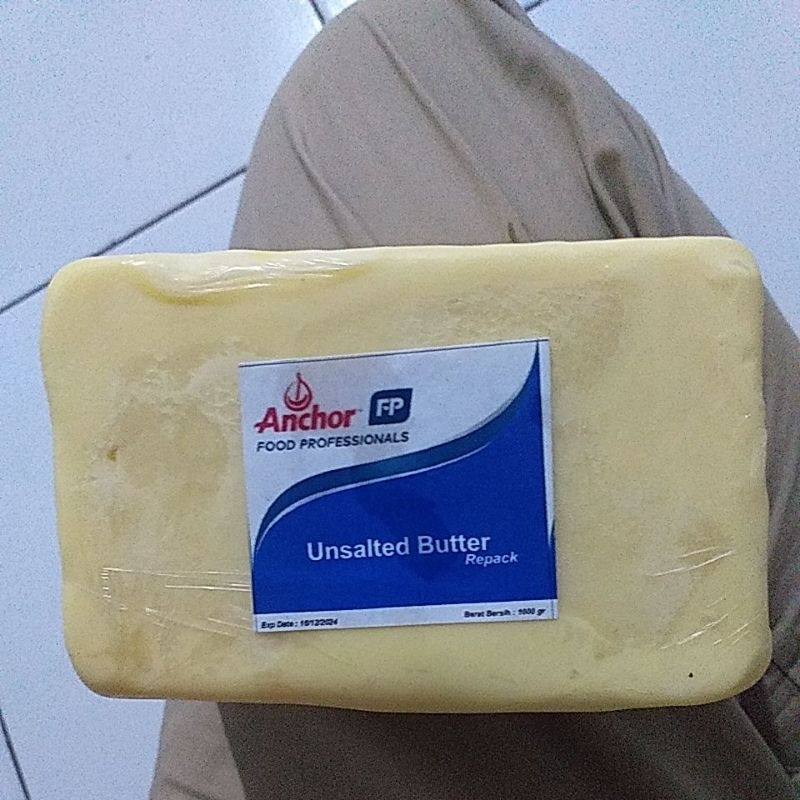 Anchor
FP
FOOD PROFESSIONALS
Unsalted Butter
Repack
Exp Date : 16/12/2024
Berat Bersih : 1000 gr